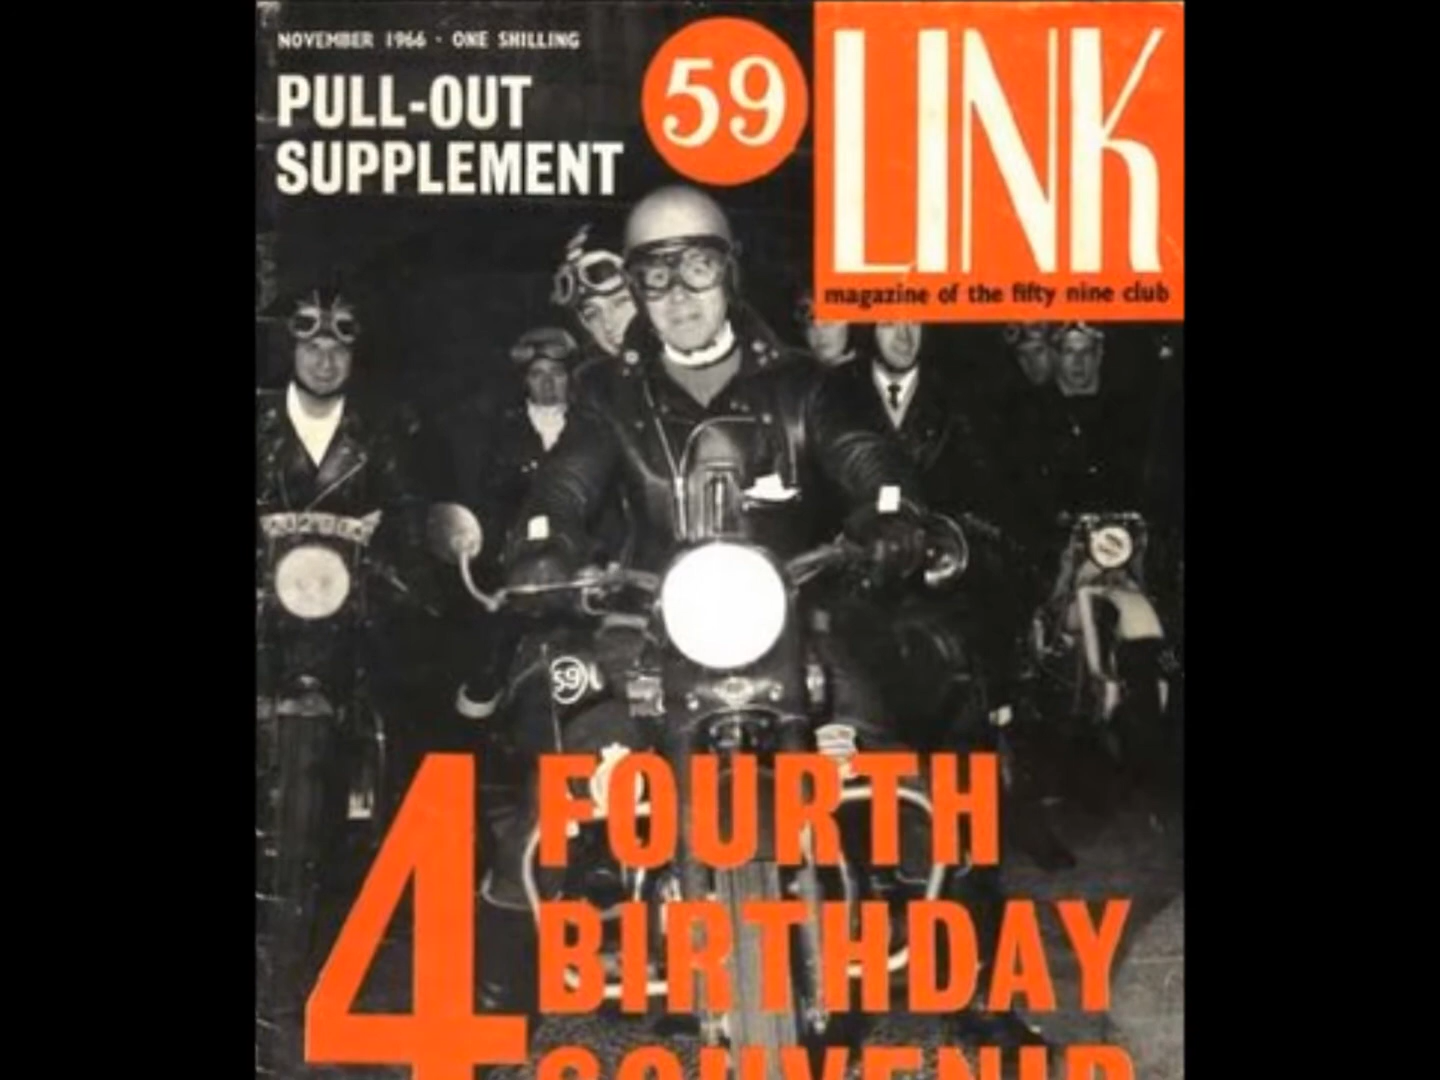 NOVEMBER 1966 · ONE SHILLING
PULL-OUT
SUPPLEMENT
59
LINK
magazine of the fifty nine club
59
4
FOURTH
BIRTHDAY
SOUVENIR